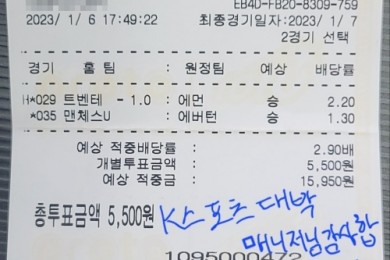 EB4D-FB20-8309-759
2023/ 1/ 6 17:49:22 최종경기일자:2023/ 1/ 7
2경기 선택
경기 홈 팀 : 원정팀 예상 배당률
*029 트벤테 - 1.0 : 에먼 승 2.20
*035 맨체스U : 에버턴 승 1.30
예상 적중배당률 : 2.90배
개별투표금액 : 5,500원
예상 적중금 : 15,950원
총투표금액 5,500원 K스포츠 대박
매니저님 감사합
1095000472